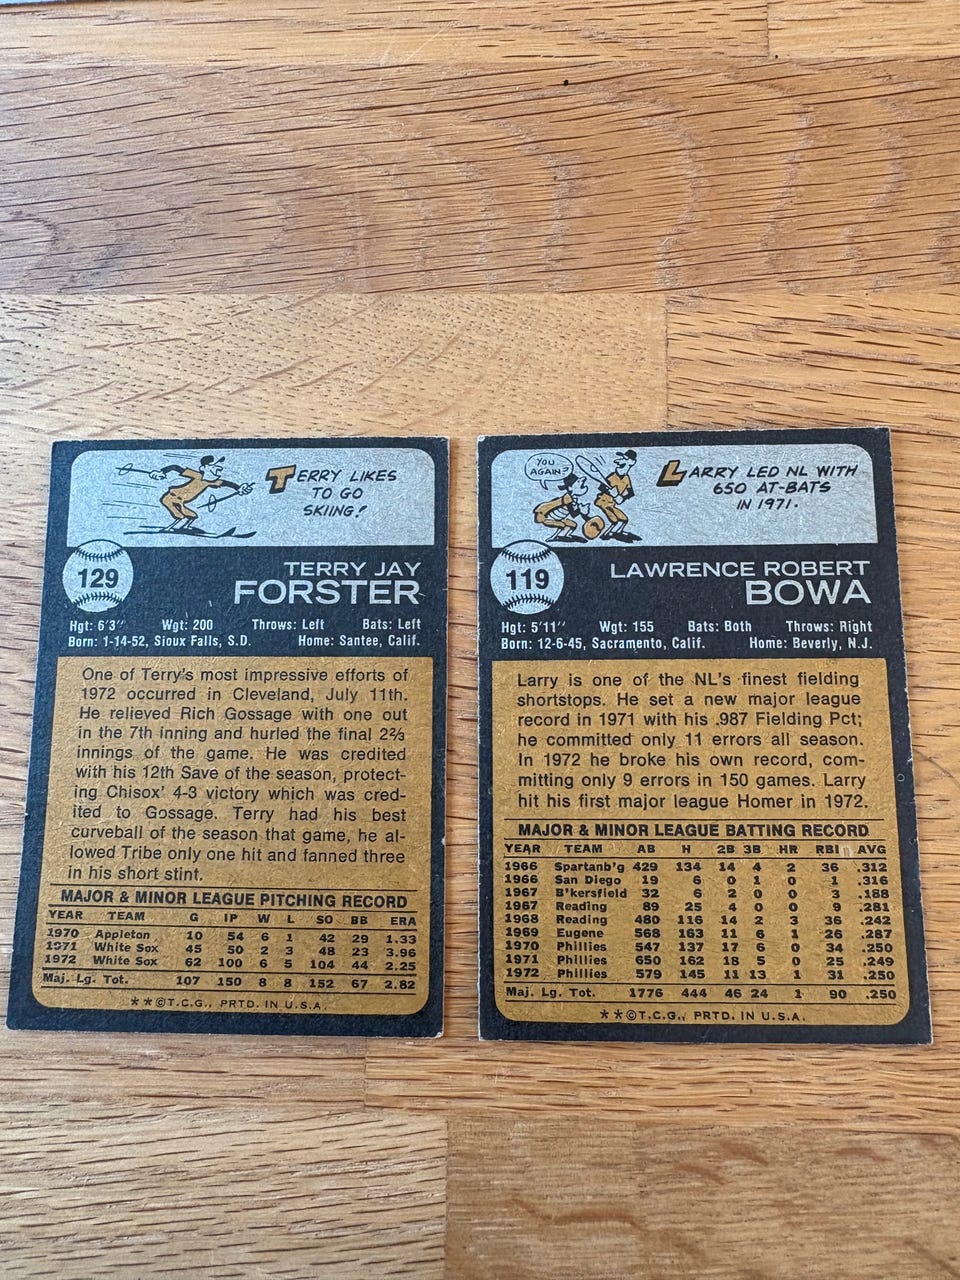 TERRY LIKES
TO GO
SKIING!
129
TERRY JAY
FORSTER
Hgt: 6'3" Wgt: 200 Throws: Left Bats: Left
Born: 1-14-52, Sioux Falls, S.D. Home: Santee, Calif.
One of Terry's most impressive efforts of
1972 occurred in Cleveland, July 11th.
He relieved Rich Gossage with one out
in the 7th inning and hurled the final 2⅔
innings of the game. He was credited
with his 12th Save of the season, protect-
ing Chisox' 4-3 victory which was cred-
ited to Gossage. Terry had his best
curveball of the season that game, he al-
lowed Tribe only one hit and fanned three
in his short stint.
MAJOR & MINOR LEAGUE PITCHING RECORD
YEAR TEAM G IP W L SO BB ERA
1970 Appleton 10 54 6 1 42 29 1.33
1971 White Sox 45 50 2 3 48 23 3.96
1972 White Sox 62 100 6 5 104 44 2.25
Maj. Lg. Tot. 107 150 8 8 152 67 2.82
**©T.C.G., PRTD. IN U.S.A.
YOU
AGAIN?
LARRY LED NL WITH
650 AT-BATS
IN 1971.
119
LAWRENCE ROBERT
BOWA
Hgt: 5'11" Wgt: 155 Bats: Both Throws: Right
Born: 12-6-45, Sacramento, Calif. Home: Beverly, N.J.
Larry is one of the NL's finest fielding
shortstops. He set a new major league
record in 1971 with his .987 Fielding Pct;
he committed only 11 errors all season.
In 1972 he broke his own record, com-
mitting only 9 errors in 150 games. Larry
hit his first major league Homer in 1972.
MAJOR & MINOR LEAGUE BATTING RECORD
YEAR TEAM AB H 2B 3B HR RBI AVG
1966 Spartanb'g 429 134 14 4 2 36 .312
1966 San Diego 19 6 0 1 0 1 .316
1967 B'kersfield 32 6 2 0 0 3 .188
1967 Reading 89 25 4 0 0 9 .281
1968 Reading 480 116 14 2 3 36 .242
1969 Eugene 568 163 11 6 1 26 .287
1970 Phillies 547 137 17 6 0 34 .250
1971 Phillies 650 162 18 5 0 25 .249
1972 Phillies 579 145 11 13 1 31 .250
Maj. Lg. Tot. 1776 444 46 24 1 90 .250
**©T.C.G., PRTD. IN U.S.A.